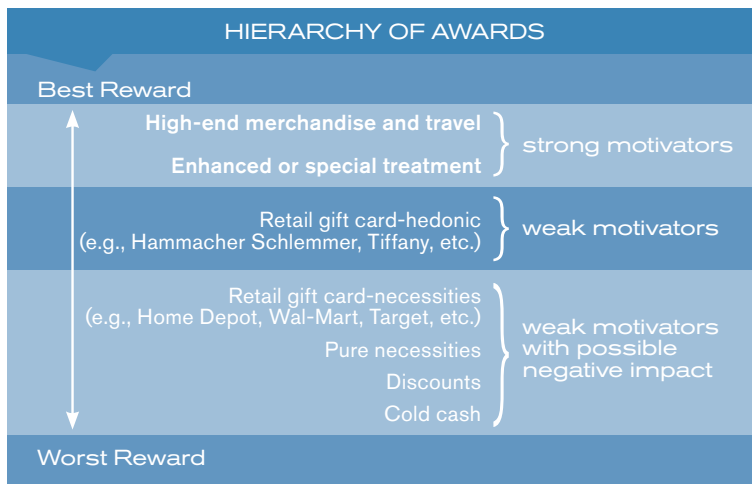 HIERARCHY OF AWARDS
Best Reward
High-end merchandise and travel
Enhanced or special treatment
strong motivators
Retail gift card-hedonic
(e.g., Hammacher Schlemmer, Tiffany, etc.)
weak motivators
Retail gift card-necessities
(e.g., Home Depot, Wal-Mart, Target, etc.)
Pure necessities
Discounts
Cold cash
weak motivators
with possible
negative impact
Worst Reward